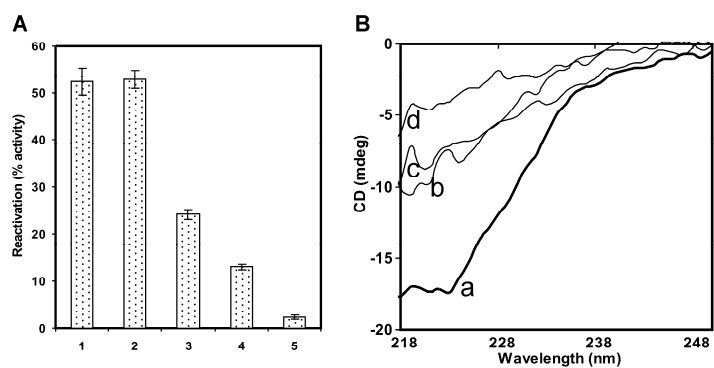 A
Reactivation (% activity)
60
50
40
30
20
10
0
1 2 3 4 5
B
CD (mdeg)
0
-5
-10
-15
-20
d
c
b
a
218 228 238 248
Wavelength (nm)